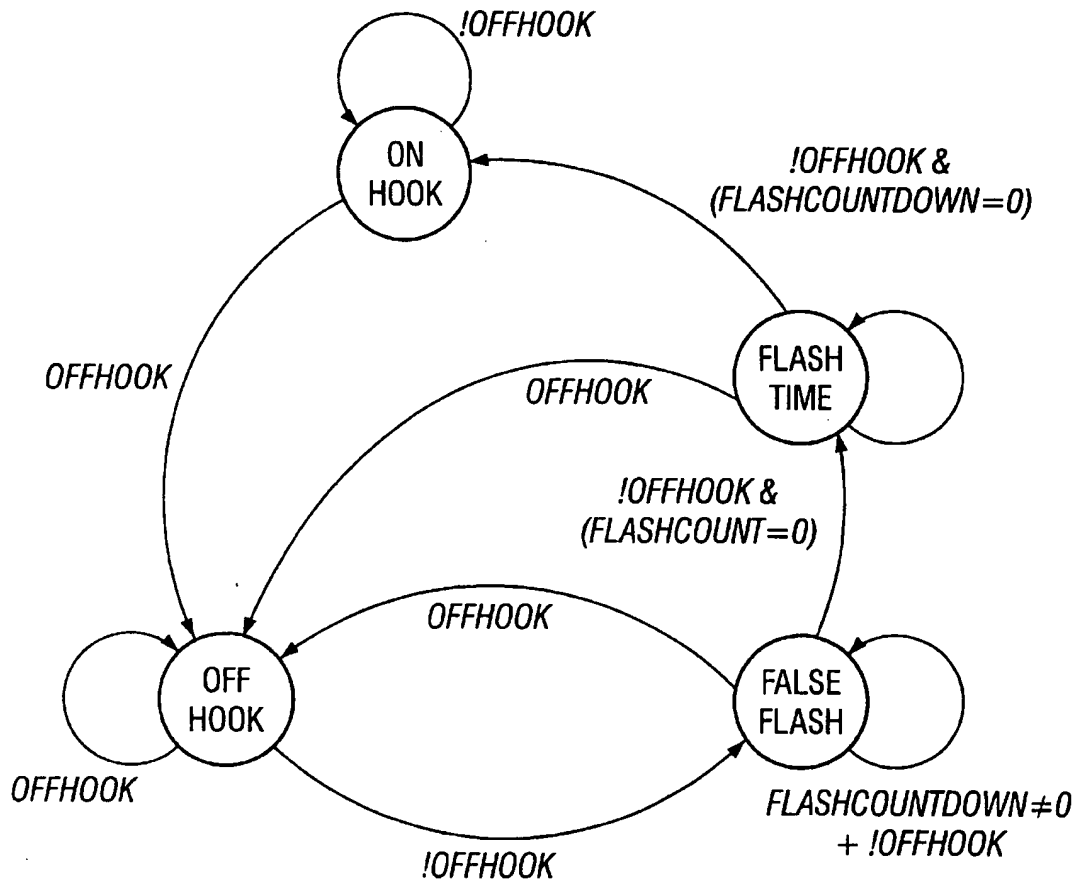 !OFFHOOK
ON
HOOK
!OFFHOOK &
(FLASHCOUNTDOWN=0)
FLASH
TIME
OFFHOOK
OFFHOOK
!OFFHOOK &
(FLASHCOUNT=0)
OFFHOOK
OFF
HOOK
FALSE
FLASH
OFFHOOK
FLASHCOUNTDOWN≠0
+ !OFFHOOK
!OFFHOOK